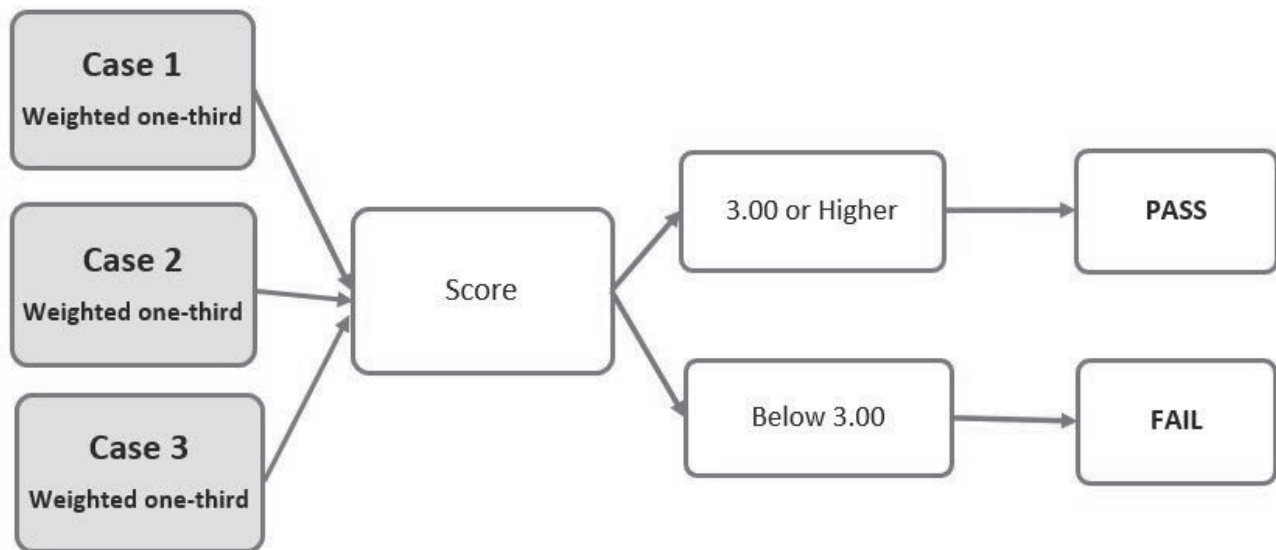 Case 1
Weighted one-third
Case 2
Weighted one-third
Case 3
Weighted one-third
Score
3.00 or Higher
PASS
Below 3.00
FAIL